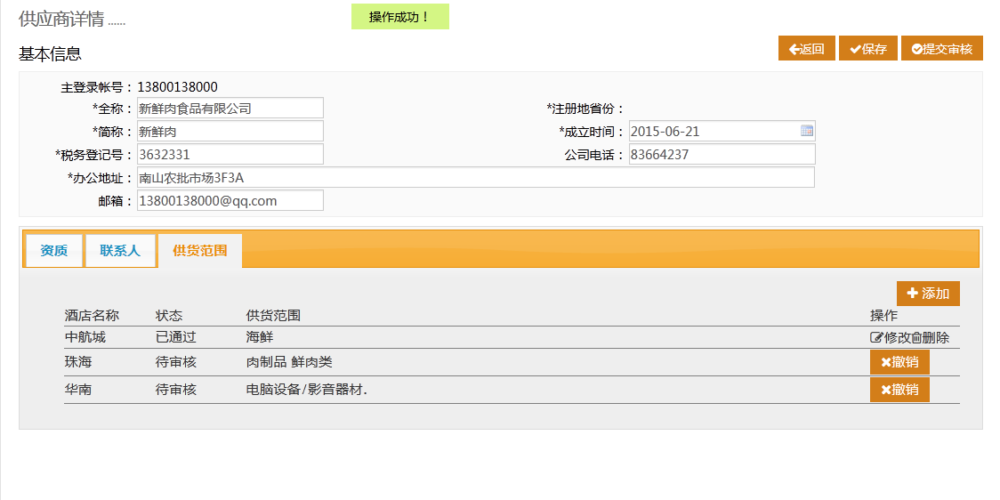 供应商详情 ......
操作成功！
基本信息
返回 保存 提交审核
主登录帐号： 13800138000
*全称： 新鲜肉食品有限公司 *注册地省份：
*简称： 新鲜肉 *成立时间： 2015-06-21
*税务登记号： 3632331 公司电话： 83664237
*办公地址： 南山农批市场3F3A
邮箱： 13800138000@qq.com
资质 联系人 供货范围
添加
酒店名称 状态 供货范围 操作
中航城 已通过 海鲜 修改 删除
珠海 待审核 肉制品 鲜肉类 撤销
华南 待审核 电脑设备/影音器材. 撤销